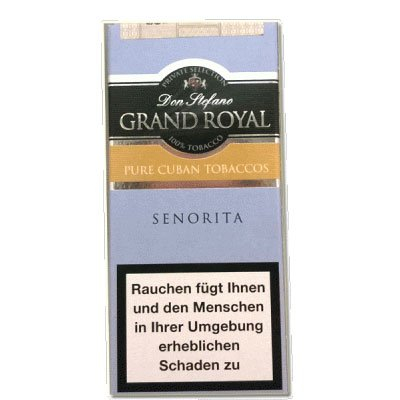 PRIVATE SELECTION
Don Stefano
GRAND ROYAL
100% TOBACCO
PURE CUBAN TOBACCOS
SENORITA
Rauchen fügt Ihnen
und den Menschen
in Ihrer Umgebung
erheblichen
Schaden zu